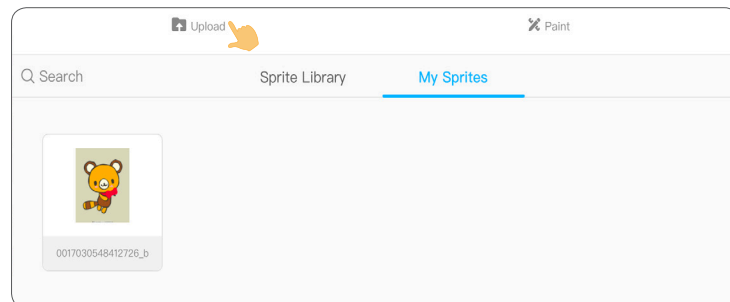 Upload
Paint
Search
Sprite Library
My Sprites
0017030548412726_b